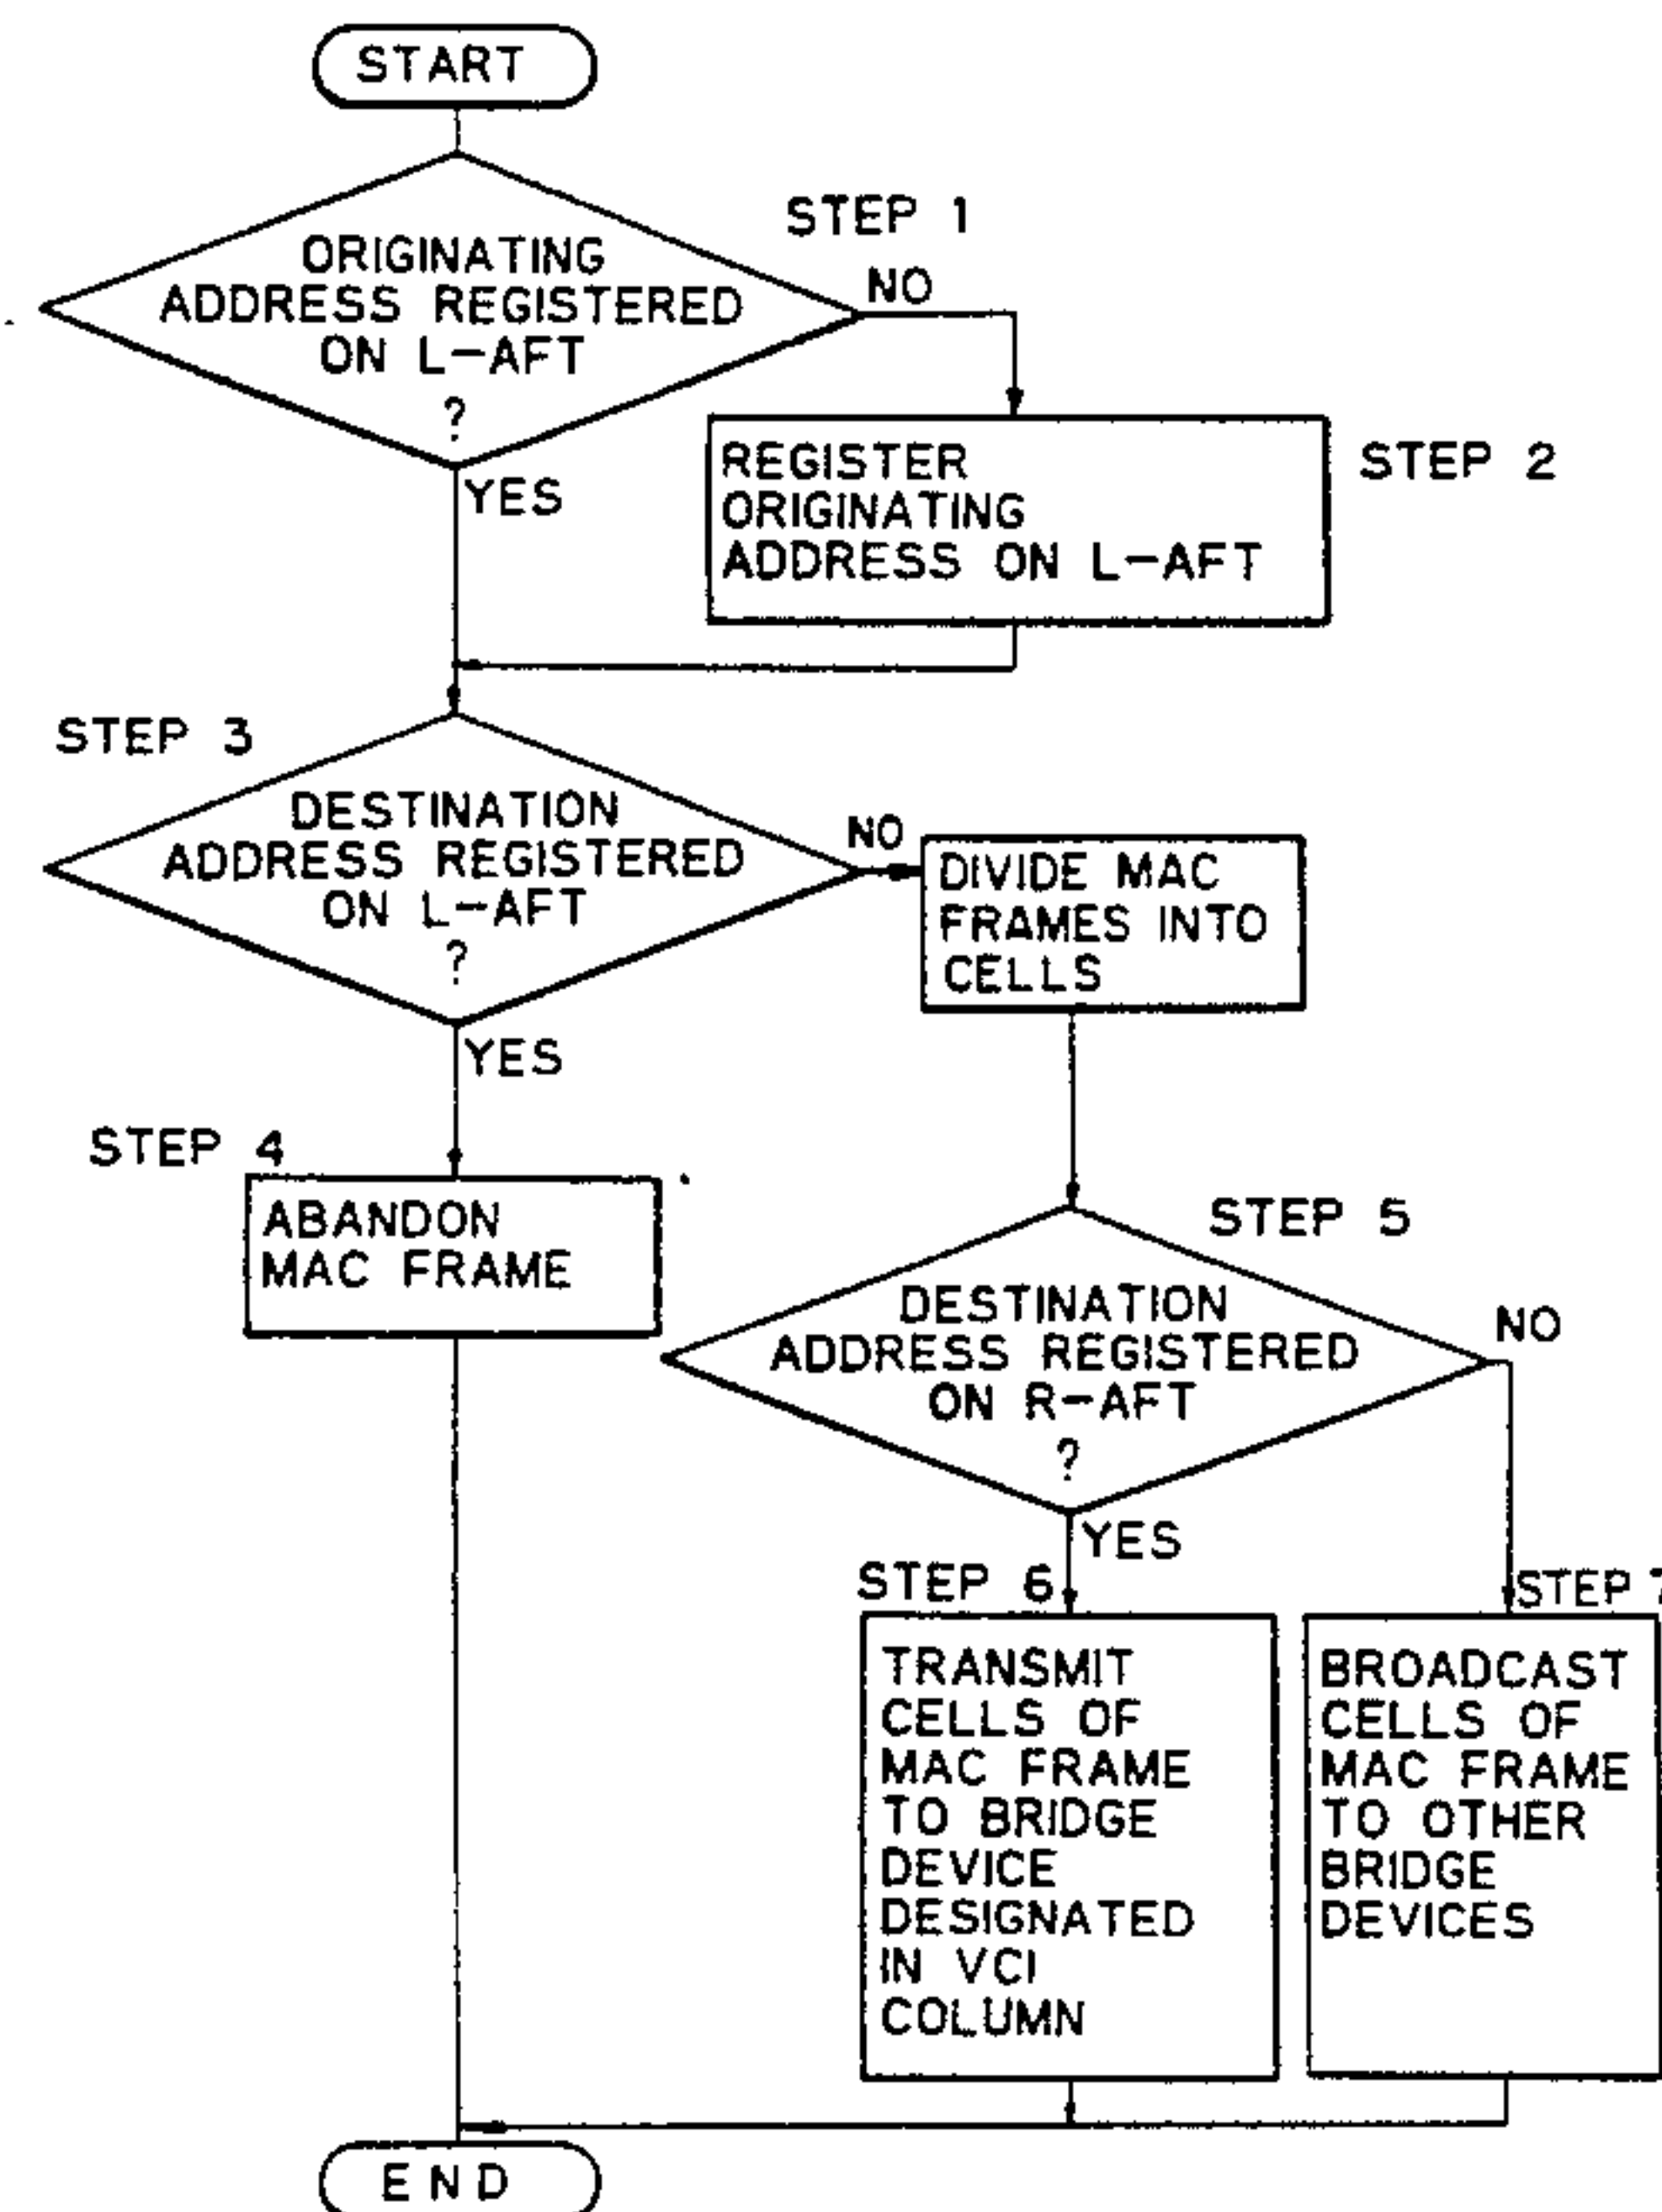 START
STEP 1
ORIGINATING
ADDRESS REGISTERED
ON L-AFT
?
NO
YES
REGISTER
ORIGINATING
ADDRESS ON L-AFT
STEP 2
STEP 3
DESTINATION
ADDRESS REGISTERED
ON L-AFT
?
NO
YES
DIVIDE MAC
FRAMES INTO
CELLS
STEP 4
ABANDON
MAC FRAME
STEP 5
DESTINATION
ADDRESS REGISTERED
ON R-AFT
?
NO
YES
STEP 6
TRANSMIT
CELLS OF
MAC FRAME
TO BRIDGE
DEVICE
DESIGNATED
IN VCI
COLUMN
STEP 7
BROADCAST
CELLS OF
MAC FRAME
TO OTHER
BRIDGE
DEVICES
END